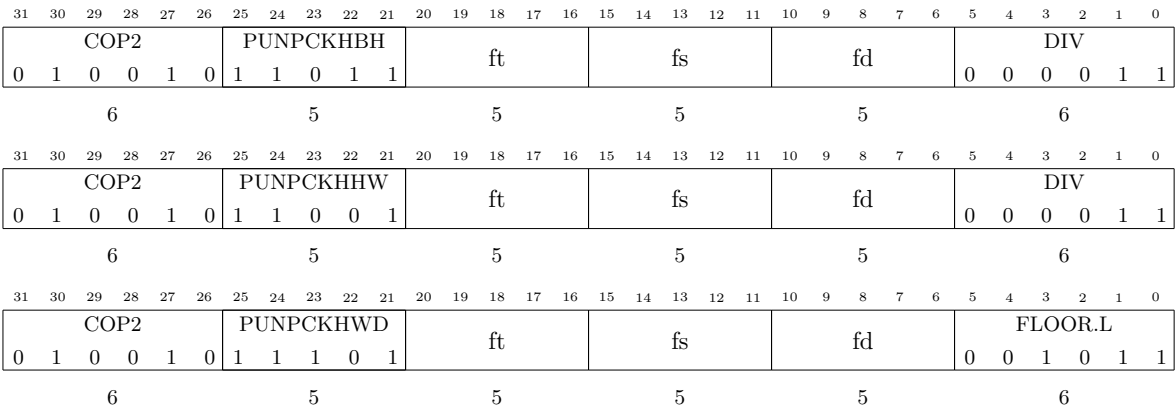 31 30 29 28 27 26 25 24 23 22 21 20 19 18 17 16 15 14 13 12 11 10 9 8 7 6 5 4 3 2 1 0
COP2 PUNPCKHBH ft fs fd DIV
0 1 0 0 1 0 1 1 0 1 1 0 0 0 0 1 1
6 5 5 5 5 6
31 30 29 28 27 26 25 24 23 22 21 20 19 18 17 16 15 14 13 12 11 10 9 8 7 6 5 4 3 2 1 0
COP2 PUNPCKHHW ft fs fd DIV
0 1 0 0 1 0 1 1 0 0 1 0 0 0 0 1 1
6 5 5 5 5 6
31 30 29 28 27 26 25 24 23 22 21 20 19 18 17 16 15 14 13 12 11 10 9 8 7 6 5 4 3 2 1 0
COP2 PUNPCKHWD ft fs fd FLOOR.L
0 1 0 0 1 0 1 1 1 0 1 0 0 1 0 1 1
6 5 5 5 5 6